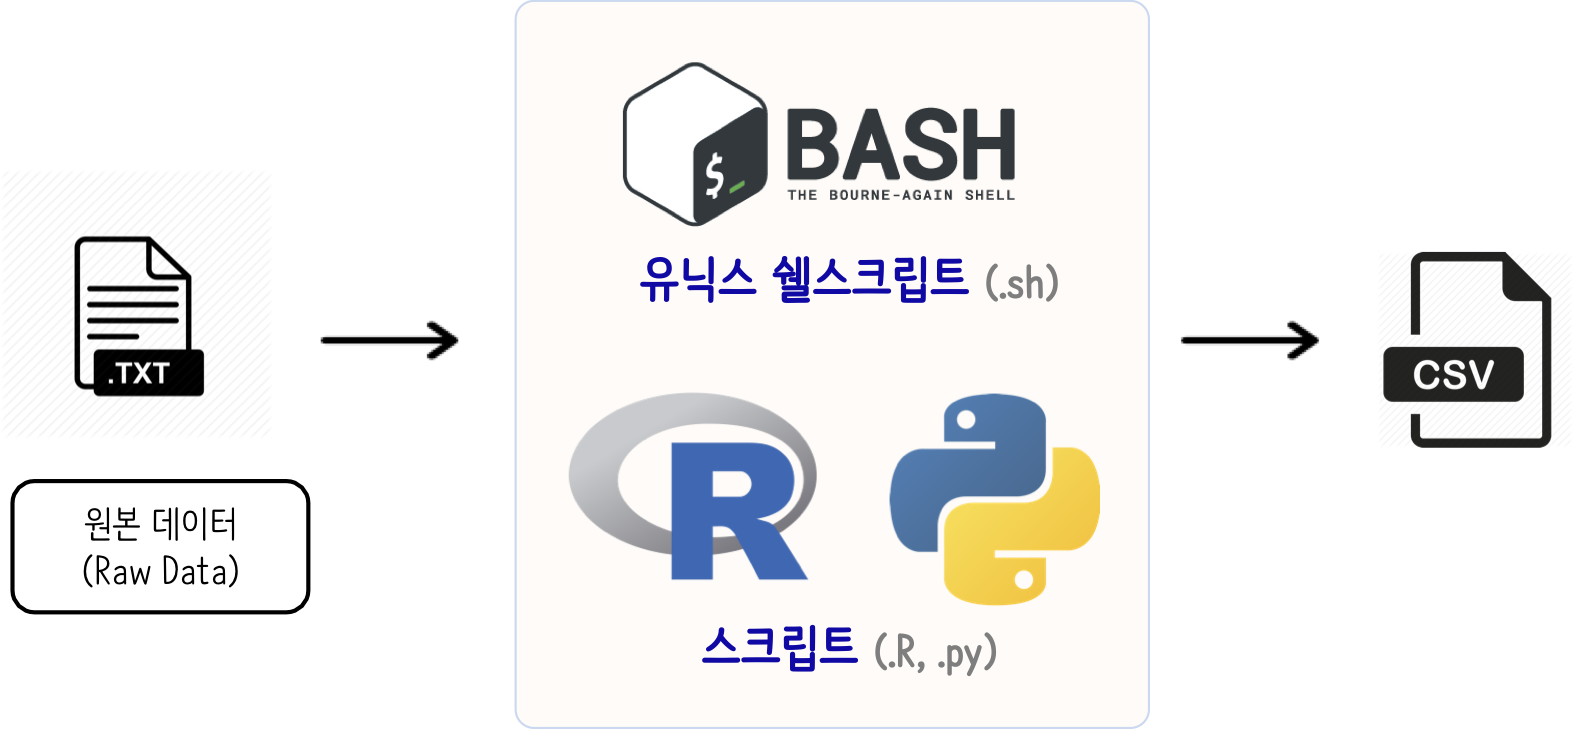 .TXT
원본 데이터
(Raw Data)
$_
BASH
THE BOURNE-AGAIN SHELL
유닉스 쉘스크립트 (.sh)
R
스크립트 (.R, .py)
CSV